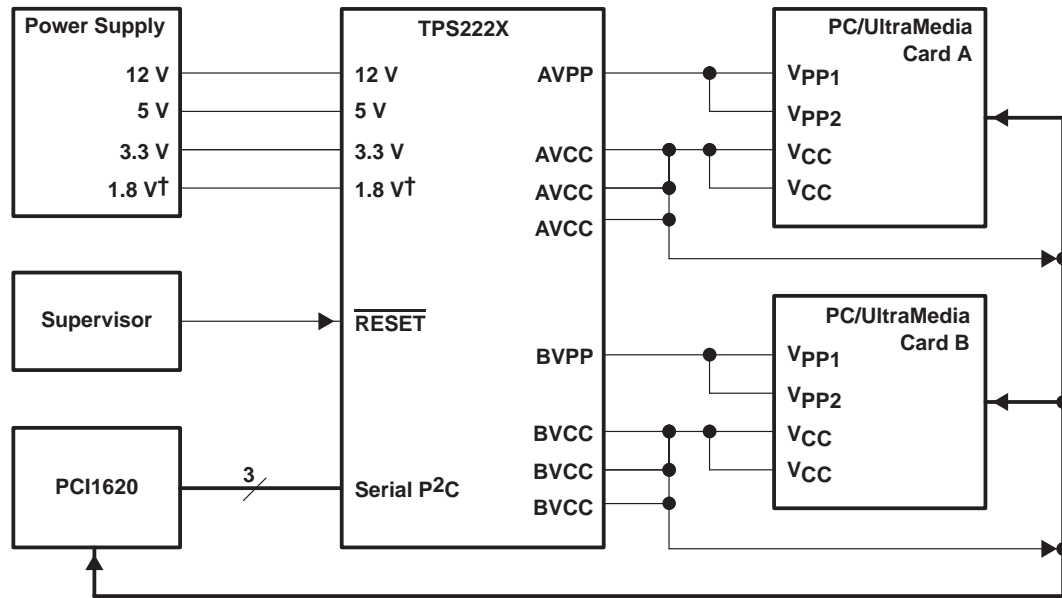 Power Supply
12 V
5 V
3.3 V
1.8 V†
TPS222X
12 V
5 V
3.3 V
1.8 V†
RESET
Serial P2C
AVPP
AVCC
AVCC
AVCC
BVPP
BVCC
BVCC
BVCC
PC/UltraMedia
Card A
VPP1
VPP2
VCC
VCC
Supervisor
PC/UltraMedia
Card B
VPP1
VPP2
VCC
VCC
PCI1620
3